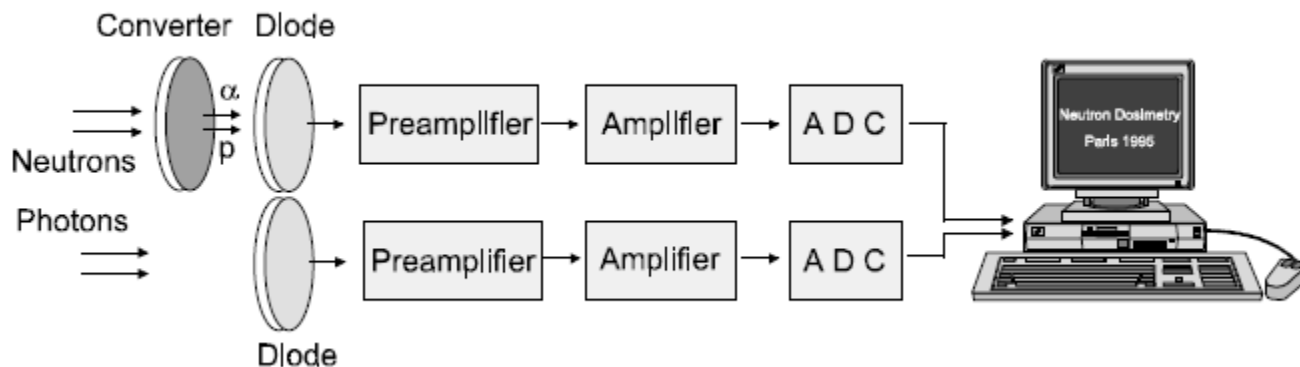 Converter Diode
α
Preamplifier Amplifier A D C
p
Neutrons
Neutron Dosimetry
Paris 1995
Photons
Preamplifier Amplifier A D C
Diode